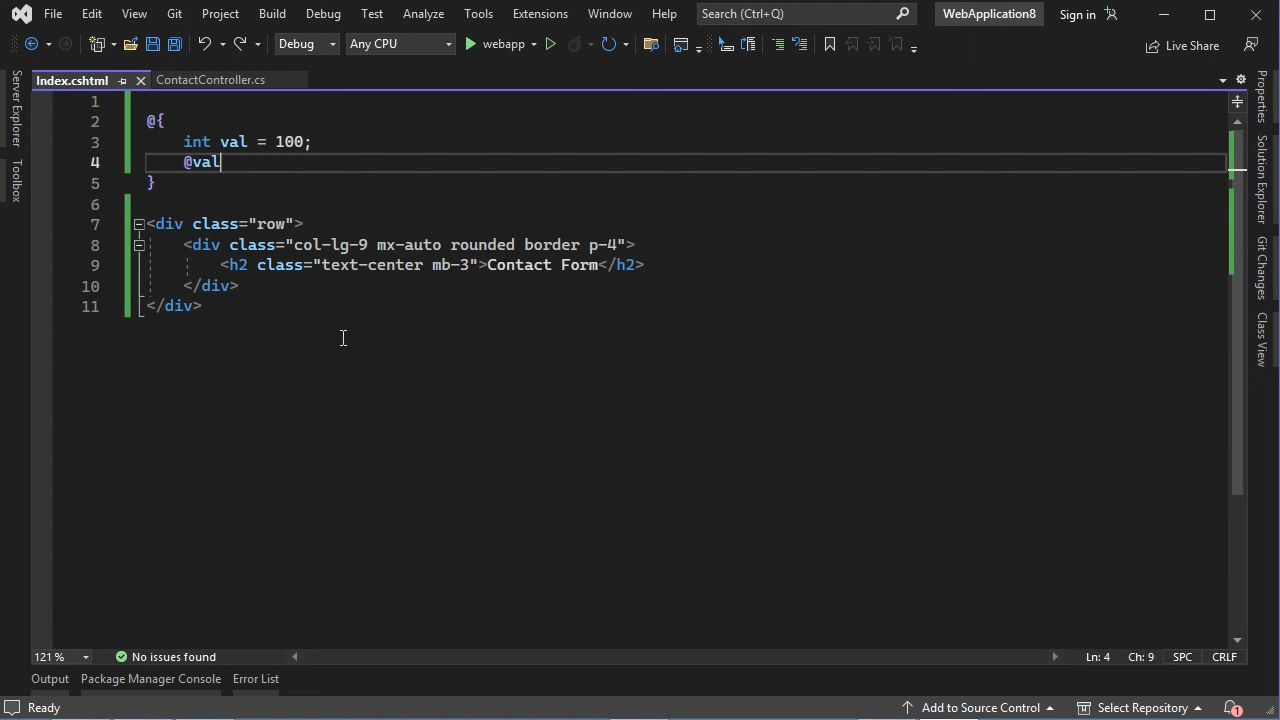 File Edit View Git Project Build Debug Test Analyze Tools Extensions Window Help Search (Ctrl+Q) WebApplication8 Sign in
Debug Any CPU webapp Live Share
Index.cshtml ContactController.cs
Server Explorer
Toolbox
1
2 @{
3 int val = 100;
4 @val
5 }
6
7 <div class="row">
8 <div class="col-lg-9 mx-auto rounded border p-4">
9 <h2 class="text-center mb-3">Contact Form</h2>
10 </div>
11 </div>
Properties
Solution Explorer
Git Changes
Class View
121 % No issues found Ln: 4 Ch: 9 SPC CRLF
Output Package Manager Console Error List
Ready Add to Source Control Select Repository 1